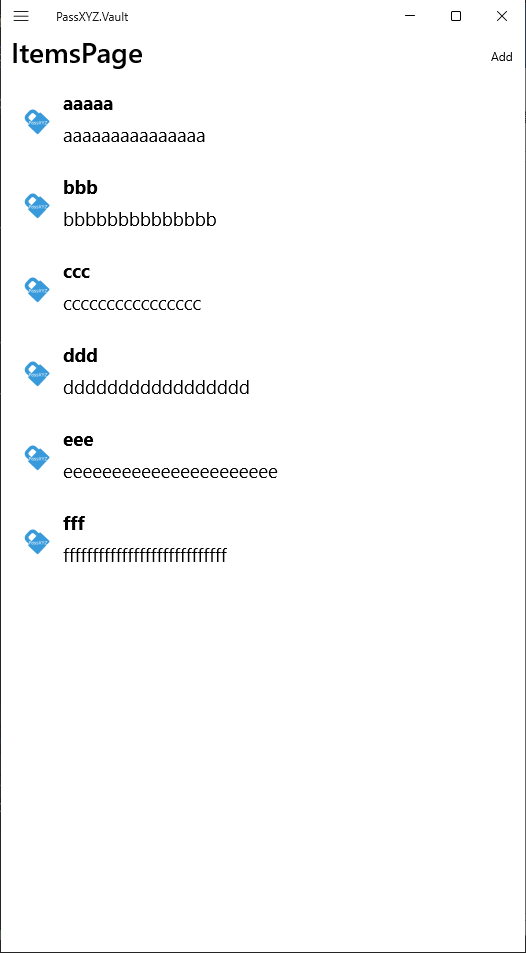 PassXYZ.Vault
ItemsPage
Add
aaaaa
aaaaaaaaaaaaaaa
bbb
bbbbbbbbbbbbbb
ccc
cccccccccccccccc
ddd
ddddddddddddddddd
eee
eeeeeeeeeeeeeeeeeeeeee
fff
ffffffffffffffffffffffffffff